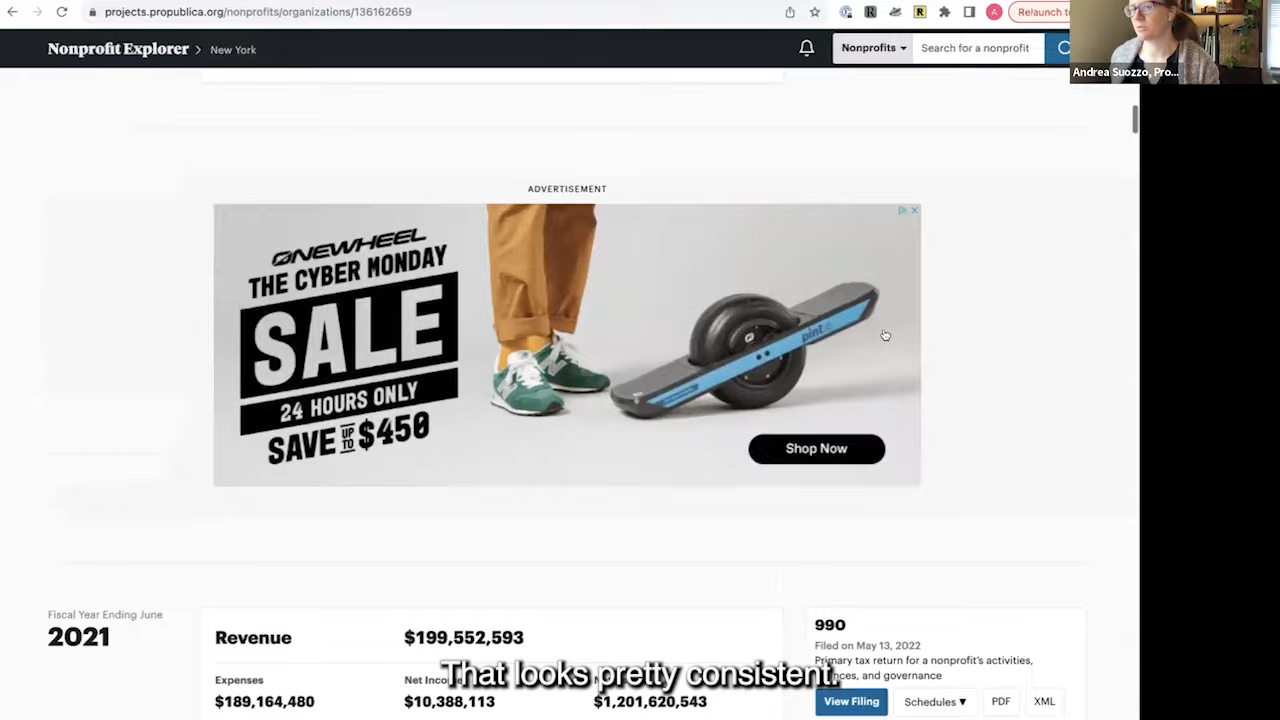 projects.propublica.org/nonprofits/organizations/136162659
A
Relaunch to
Nonprofit Explorer > New York
Nonprofits
Search for a nonprofit
Andrea Suozzo, Pro...
ADVERTISEMENT
ONEWHEEL
THE CYBER MONDAY
SALE
24 HOURS ONLY
SAVE UP TO $450
pint
Shop Now
Fiscal Year Ending June
2021
Revenue $199,552,593
Expenses
$189,164,480
Net Inco
$10,388,113
$1,201,620,543
990
Filed on May 13, 2022
Primary tax return for a nonprofit's activities,
nces, and governance
View Filing Schedules ▼ PDF XML
That looks pretty consistent.